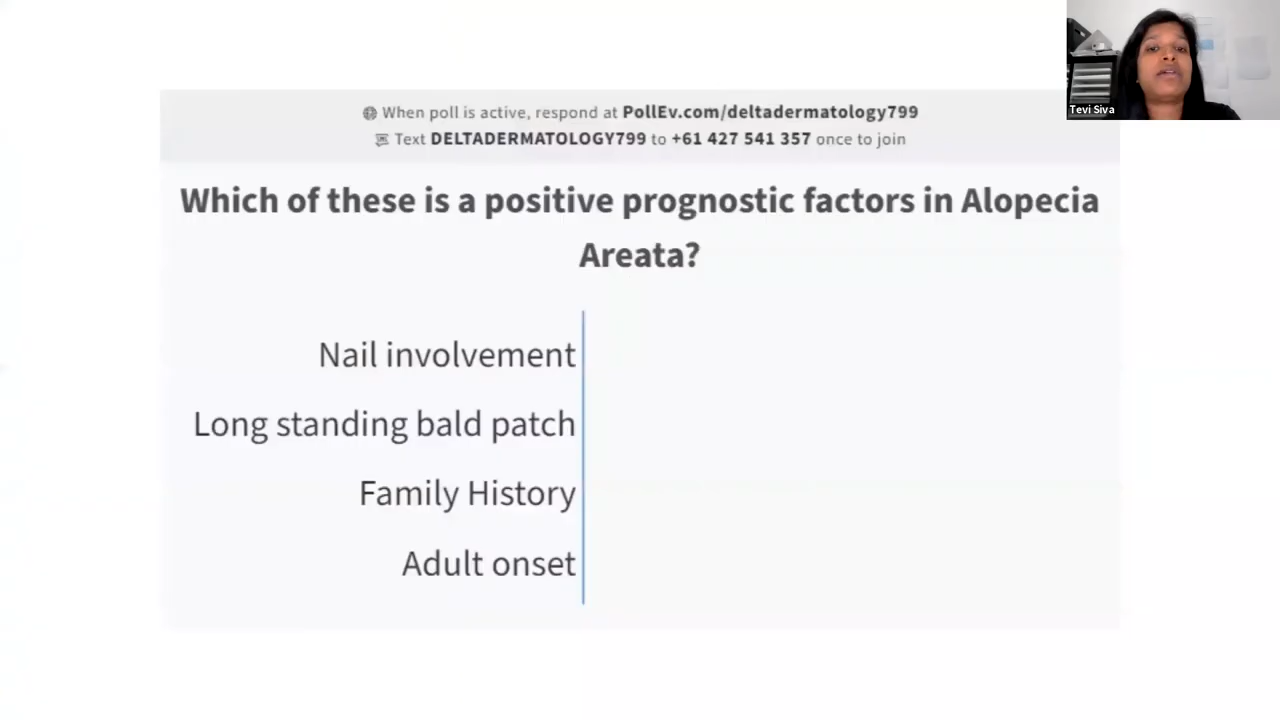 When poll is active, respond at PollEv.com/deltadermatology799
Text DELTADERMATOLOGY799 to +61 427 541 357 once to join
Which of these is a positive prognostic factors in Alopecia
Areata?
Nail involvement
Long standing bald patch
Family History
Adult onset
Tevi Siva